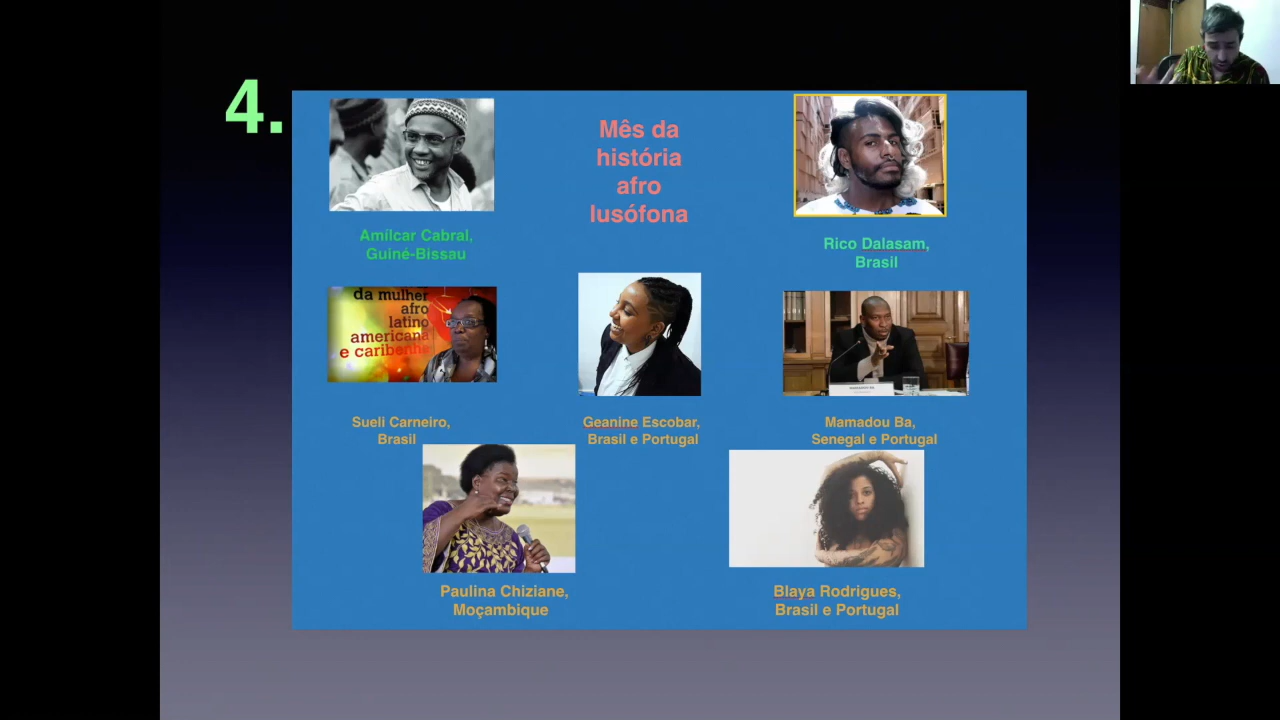 4.
Mês da
história
afro
lusófona
Amílcar Cabral,
Guiné-Bissau
Rico Dalasam,
Brasil
da mulher
afro
latino
americana
e caribenha
Sueli Carneiro,
Brasil
Geanine Escobar,
Brasil e Portugal
Mamadou Ba,
Senegal e Portugal
Paulina Chiziane,
Moçambique
Blaya Rodrigues,
Brasil e Portugal